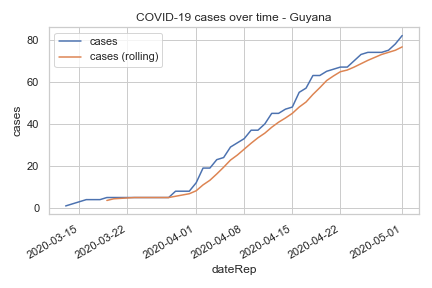 COVID-19 cases over time - Guyana
cases
cases (rolling)
80
60
40
20
0
cases
2020-03-15
2020-03-22
2020-04-01
2020-04-08
2020-04-15
2020-04-22
2020-05-01
dateRep